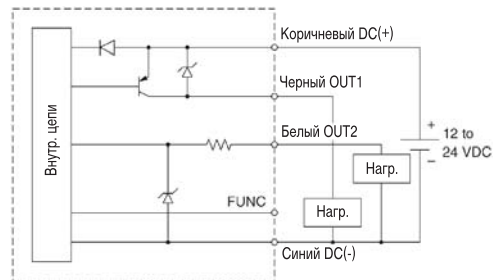 Коричневый DC(+)
Черный OUT1
Белый OUT2
+
12 to
24 VDC
−
Внутр. цепи
Нагр.
FUNC
Нагр.
Синий DC(-)